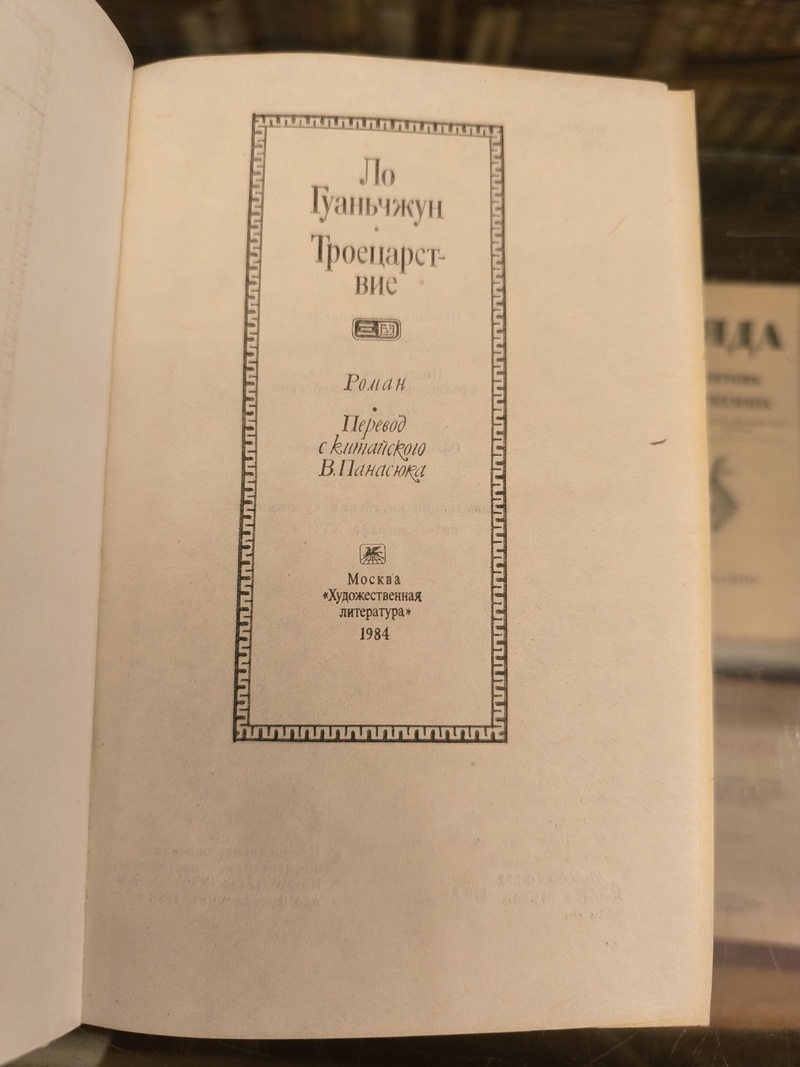 Ло
Гуаньчжун
Троецарст-
вие
Роман
Перевод
с китайского
В. Панасюка
Москва
«Художественная
литература»
1984